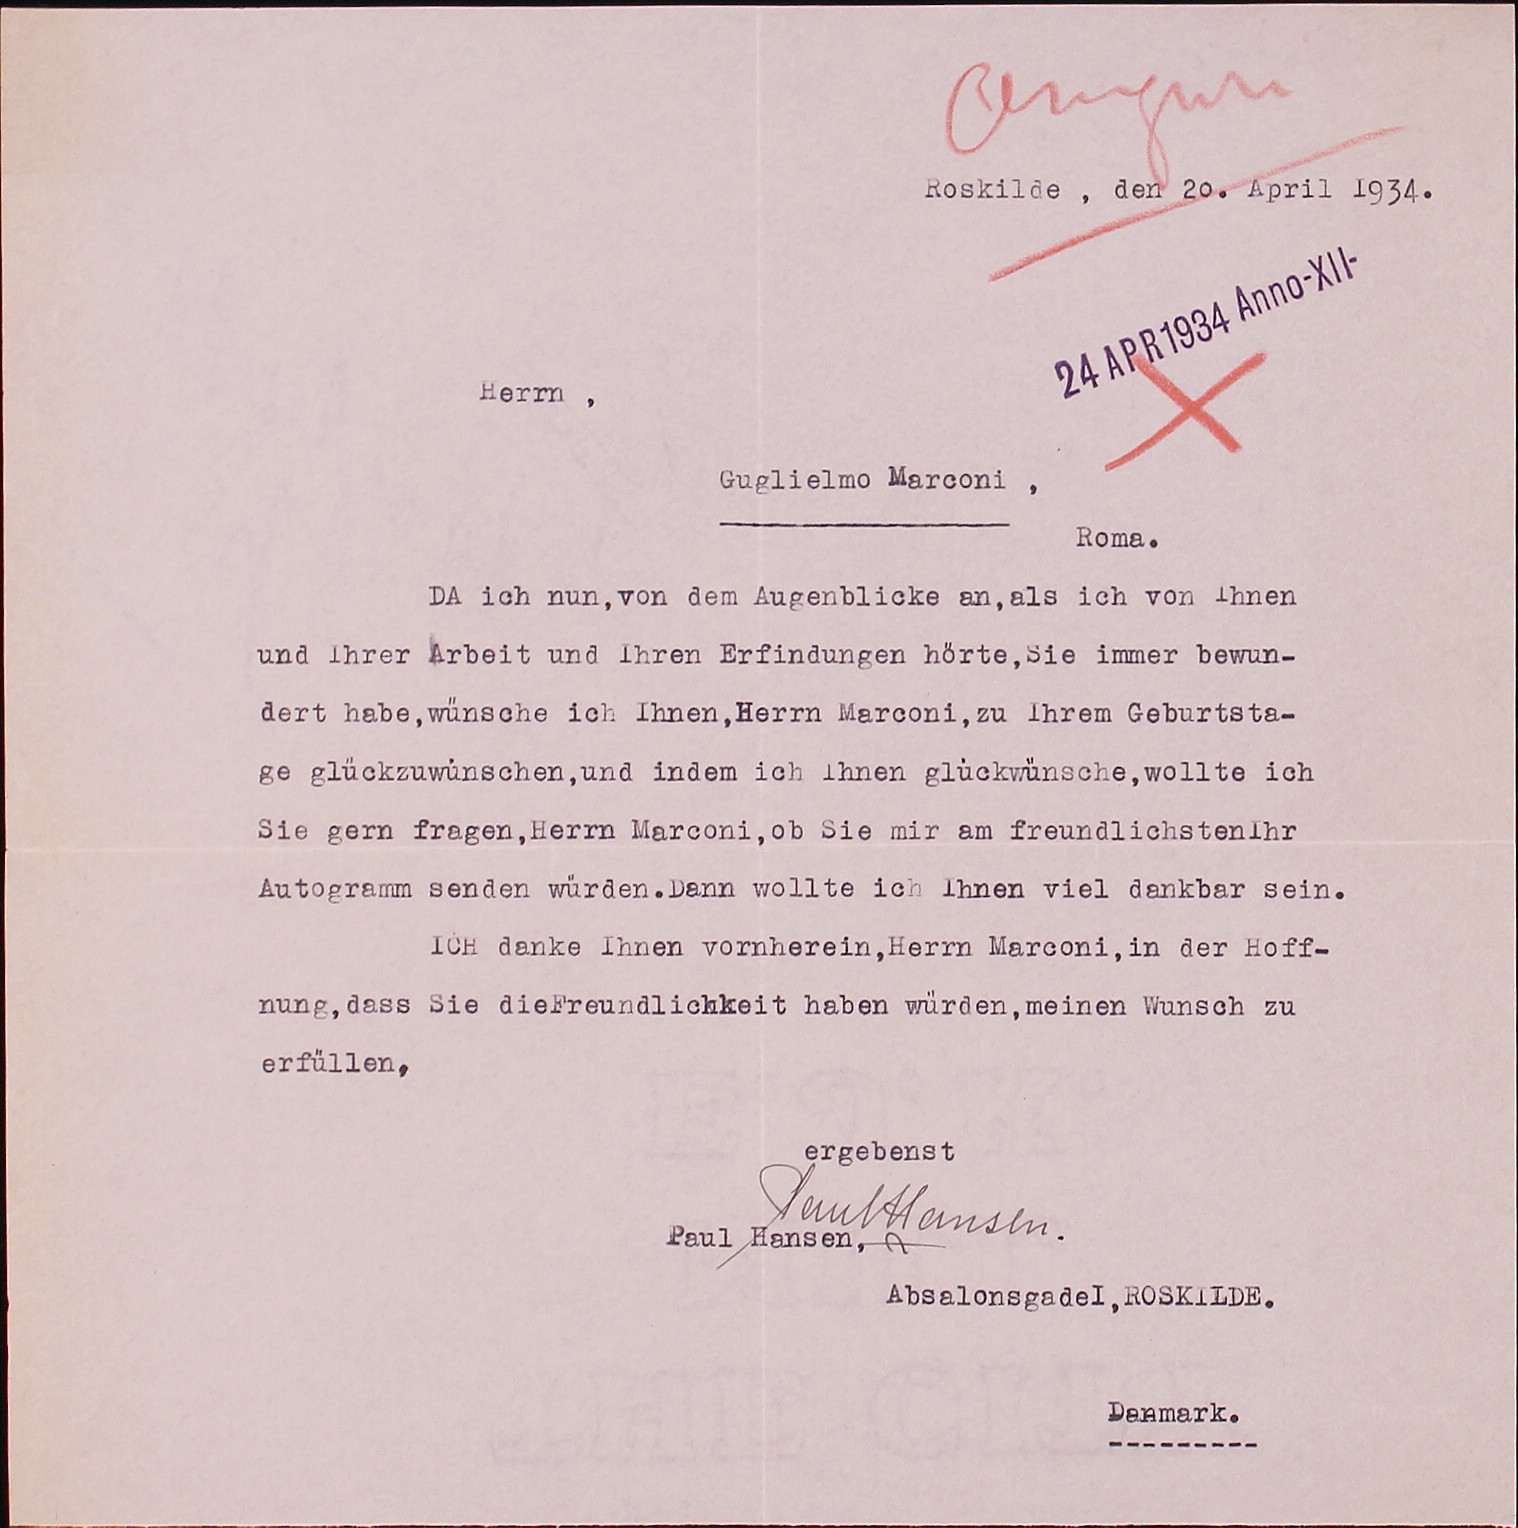 Roskilde , den 20. April 1934.
24 APR 1934 Anno-XII-
Herrn ,
Guglielmo Marconi ,
Roma.
DA ich nun,von dem Augenblicke an,als ich von Ihnen
und Ihrer Arbeit und Ihren Erfindungen hörte,Sie immer bewun-
dert habe,wünsche ich Ihnen,Herrn Marconi,zu Ihrem Geburtsta-
ge glückzuwünschen,und indem ich Ihnen glückwünsche,wollte ich
Sie gern fragen,Herrn Marconi,ob Sie mir am freundlichstenIhr
Autogramm senden würden.Dann wollte ich Ihnen viel dankbar sein.
ICH danke Ihnen vornherein,Herrn Marconi,in der Hoff-
nung,dass Sie dieFreundlichkeit haben würden,meinen Wunsch zu
erfüllen,
ergebenst
Paul Hansen.
Paul Hansen,
AbsalonsgadeI,ROSKILDE.
Danmark.